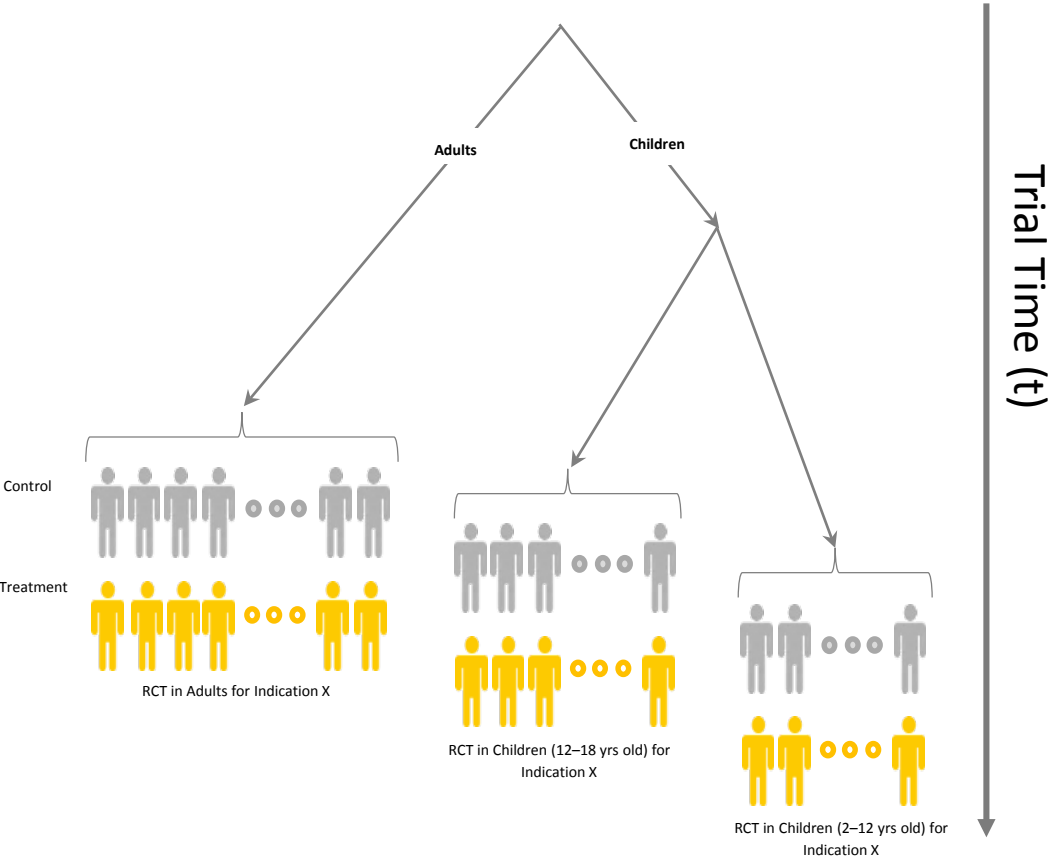 Adults
Children
Trial Time (t)
Control
Treatment
RCT in Adults for Indication X
RCT in Children (12–18 yrs old) for
Indication X
RCT in Children (2–12 yrs old) for
Indication X